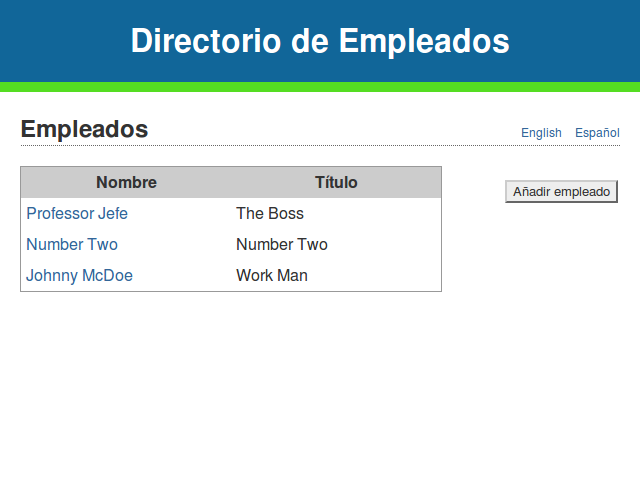 Directorio de Empleados
Empleados
English Español
Nombre Título
Añadir empleado
Professor Jefe The Boss
Number Two Number Two
Johnny McDoe Work Man